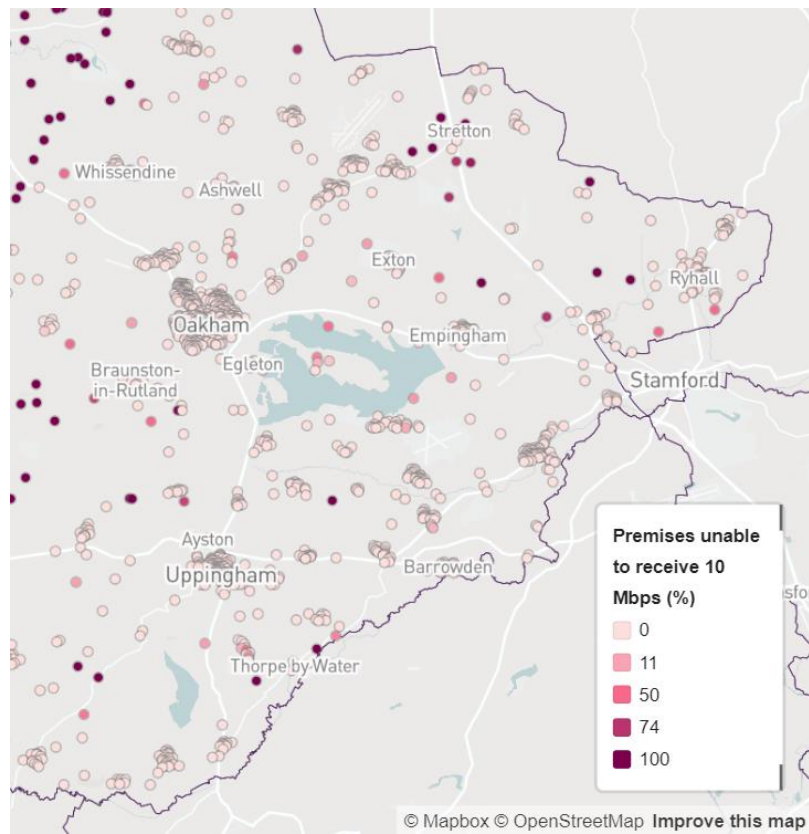 Stretton
Whissendine
Ashwell
Exton
Ryhall
Oakham
Empingham
Egleton
Braunston-
in-Rutland
Stamford
Ayston
Uppingham
Barrowden
Thorpe by Water
Premises unable
to receive 10
Mbps (%)
0
11
50
74
100
© Mapbox © OpenStreetMap Improve this map